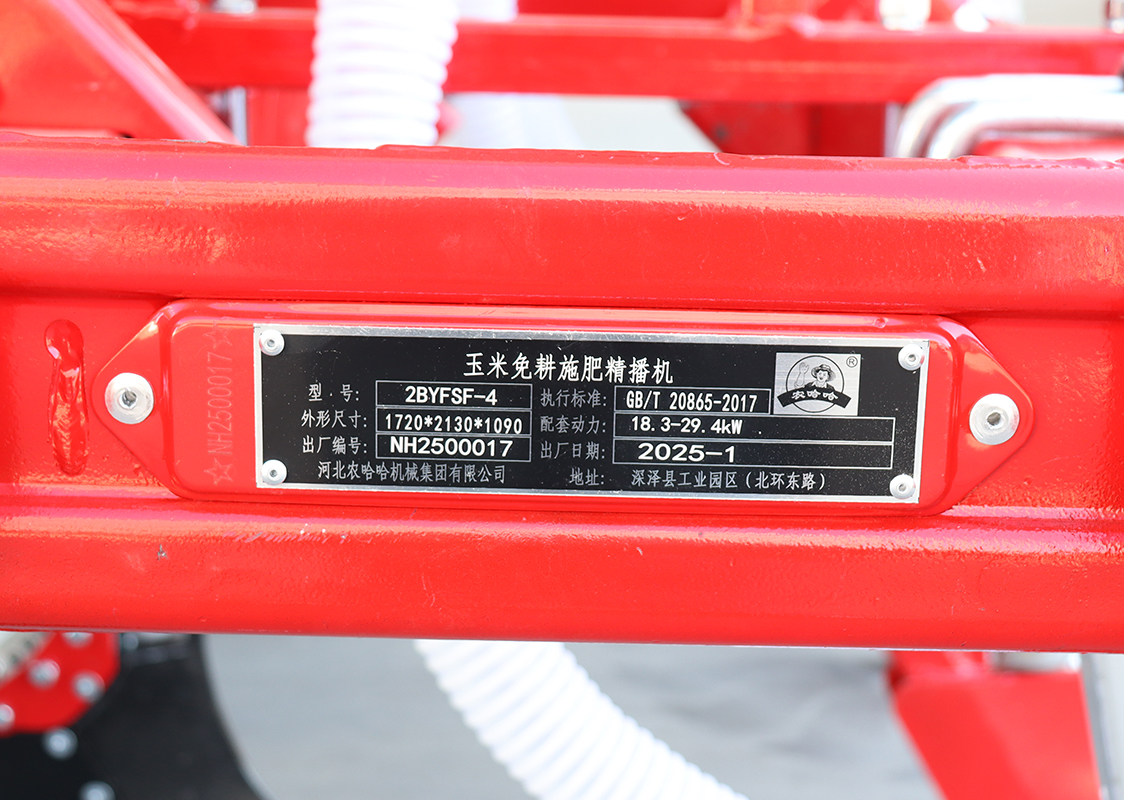 ☆NH2500017☆
玉米免耕施肥精播机
农哈哈®
型 号: 2BYFSF-4 执行标准: GB/T 20865-2017
外形尺寸: 1720*2130*1090 配套动力: 18.3-29.4kW
出厂编号: NH2500017 出厂日期: 2025-1
河北农哈哈机械集团有限公司 地址: 深泽县工业园区(北环东路)